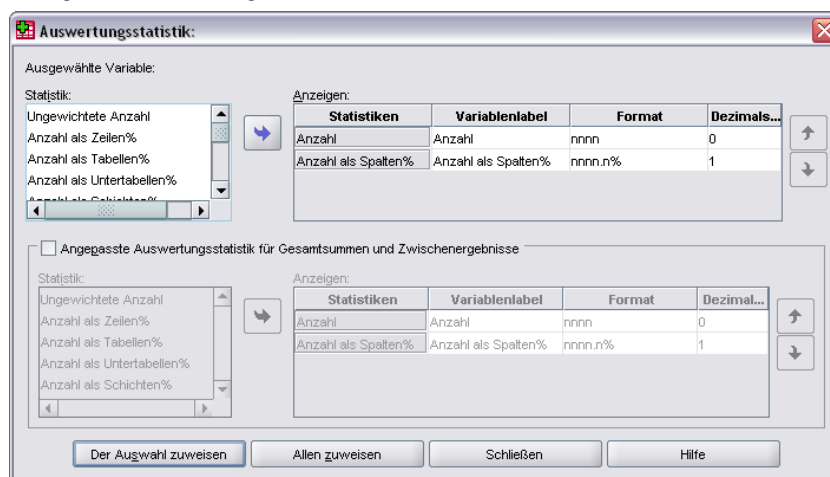 Auswertungsstatistik:
Ausgewählte Variable:
Statistik:
Ungewichtete Anzahl
Anzahl als Zeilen%
Anzahl als Tabellen%
Anzahl als Untertabellen%
Anzahl als Schichten%
Anzeigen:
Statistiken Variablenlabel Format Dezimals...
Anzahl Anzahl nnnn 0
Anzahl als Spalten% Anzahl als Spalten% nnnn.n% 1
Angepasste Auswertungsstatistik für Gesamtsummen und Zwischenergebnisse
Statistik:
Ungewichtete Anzahl
Anzahl als Zeilen%
Anzahl als Tabellen%
Anzahl als Untertabellen%
Anzahl als Schichten%
Anzeigen:
Statistiken Variablenlabel Format Dezimal...
Anzahl Anzahl nnnn 0
Anzahl als Spalten% Anzahl als Spalten% nnnn.n% 1
Der Auswahl zuweisen Allen zuweisen Schließen Hilfe